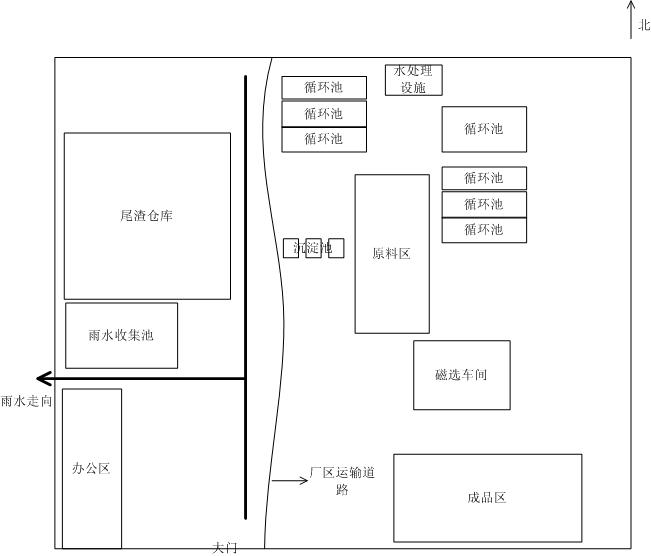 北
水处理
设施
循环池
循环池
循环池
循环池
循环池
循环池
循环池
尾渣仓库
沉淀池
原料区
雨水收集池
磁选车间
雨水走向
办公区
厂区运输道
路
成品区
大门